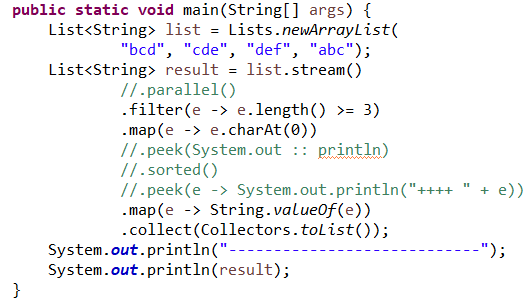 public static void main(String[] args) {
    List<String> list = Lists.newArrayList(
            "bcd", "cde", "def", "abc");
    List<String> result = list.stream()
            //.parallel()
            .filter(e -> e.length() >= 3)
            .map(e -> e.charAt(0))
            //.peek(System.out :: println)
            //.sorted()
            //.peek(e -> System.out.println("++++ " + e))
            .map(e -> String.valueOf(e))
            .collect(Collectors.toList());
    System.out.println("----------------------------");
    System.out.println(result);
}